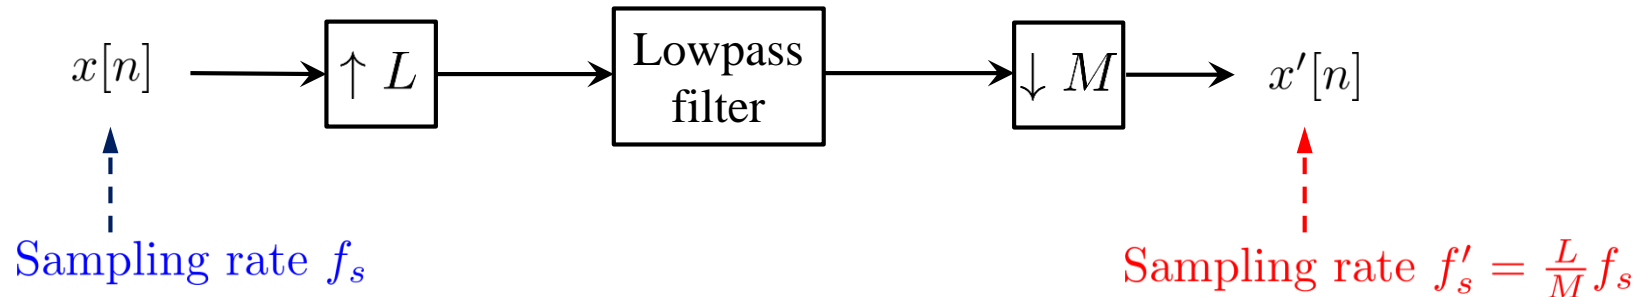 x[n]
↑ L
Lowpass
filter
↓ M
x′[n]
Sampling rate f_s
Sampling rate f′_s = L/M f_s